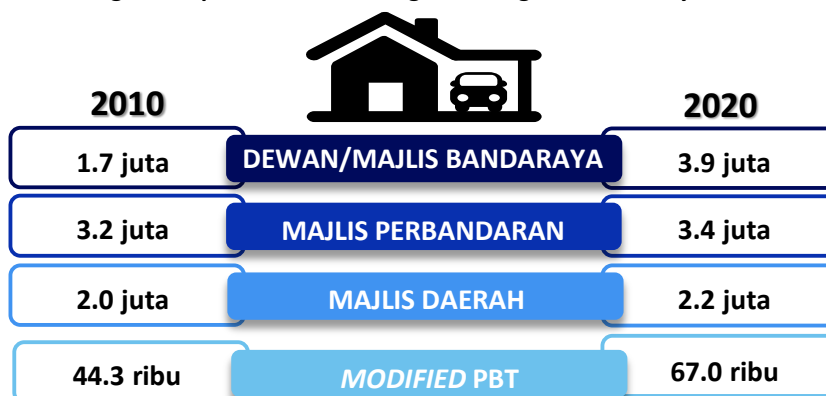 2010
2020
1.7 juta DEWAN/MAJLIS BANDARAYA 3.9 juta
3.2 juta MAJLIS PERBANDARAN 3.4 juta
2.0 juta MAJLIS DAERAH 2.2 juta
44.3 ribu MODIFIED PBT 67.0 ribu